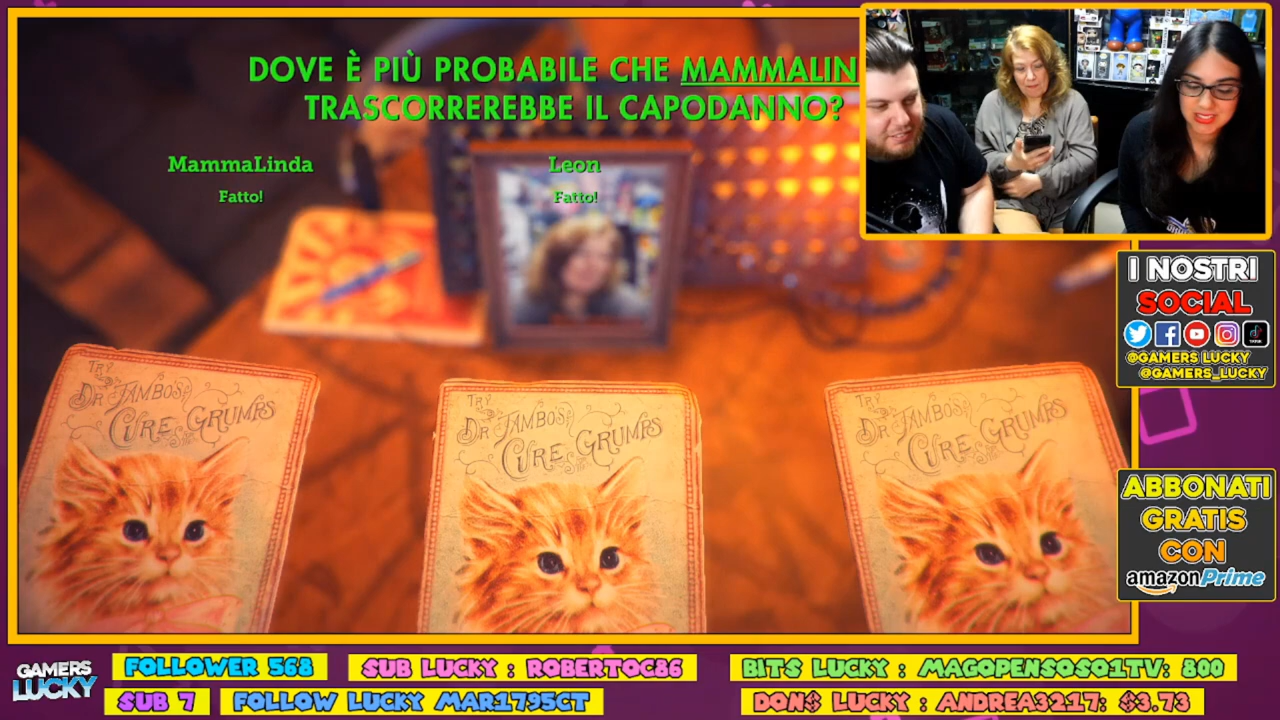 DOVE È PIÙ PROBABILE CHE MAMMALIN
TRASCORREREBBE IL CAPODANNO?
MammaLinda
Fatto!
Leon
Fatto!
TRY
DR JAMBO'S
CURE GRUMPS
TRY
DR JAMBO'S
CURE GRUMPS
TRY
DR JAMBO'S
CURE GRUMPS
I NOSTRI
SOCIAL
@GAMERS LUCKY
@GAMERS_LUCKY
ABBONATI
GRATIS
CON
amazonPrime
GAMERS
LUCKY
FOLLOWER 568
SUB LUCKY : ROBERTOC86
BITS LUCKY : MAGOPENSOSO1TV: 800
SUB 7
FOLLOW LUCKY MAR1795CT
DON$ LUCKY : ANDREA3217: $3.73